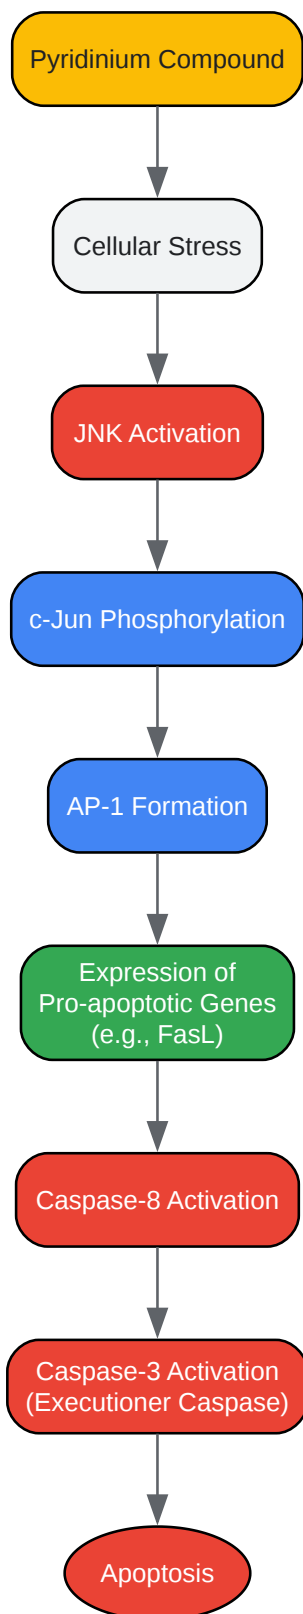 Pyridinium Compound
Cellular Stress
JNK Activation
c-Jun Phosphorylation
AP-1 Formation
Expression of
Pro-apoptotic Genes
(e.g., FasL)
Caspase-8 Activation
Caspase-3 Activation
(Executioner Caspase)
Apoptosis